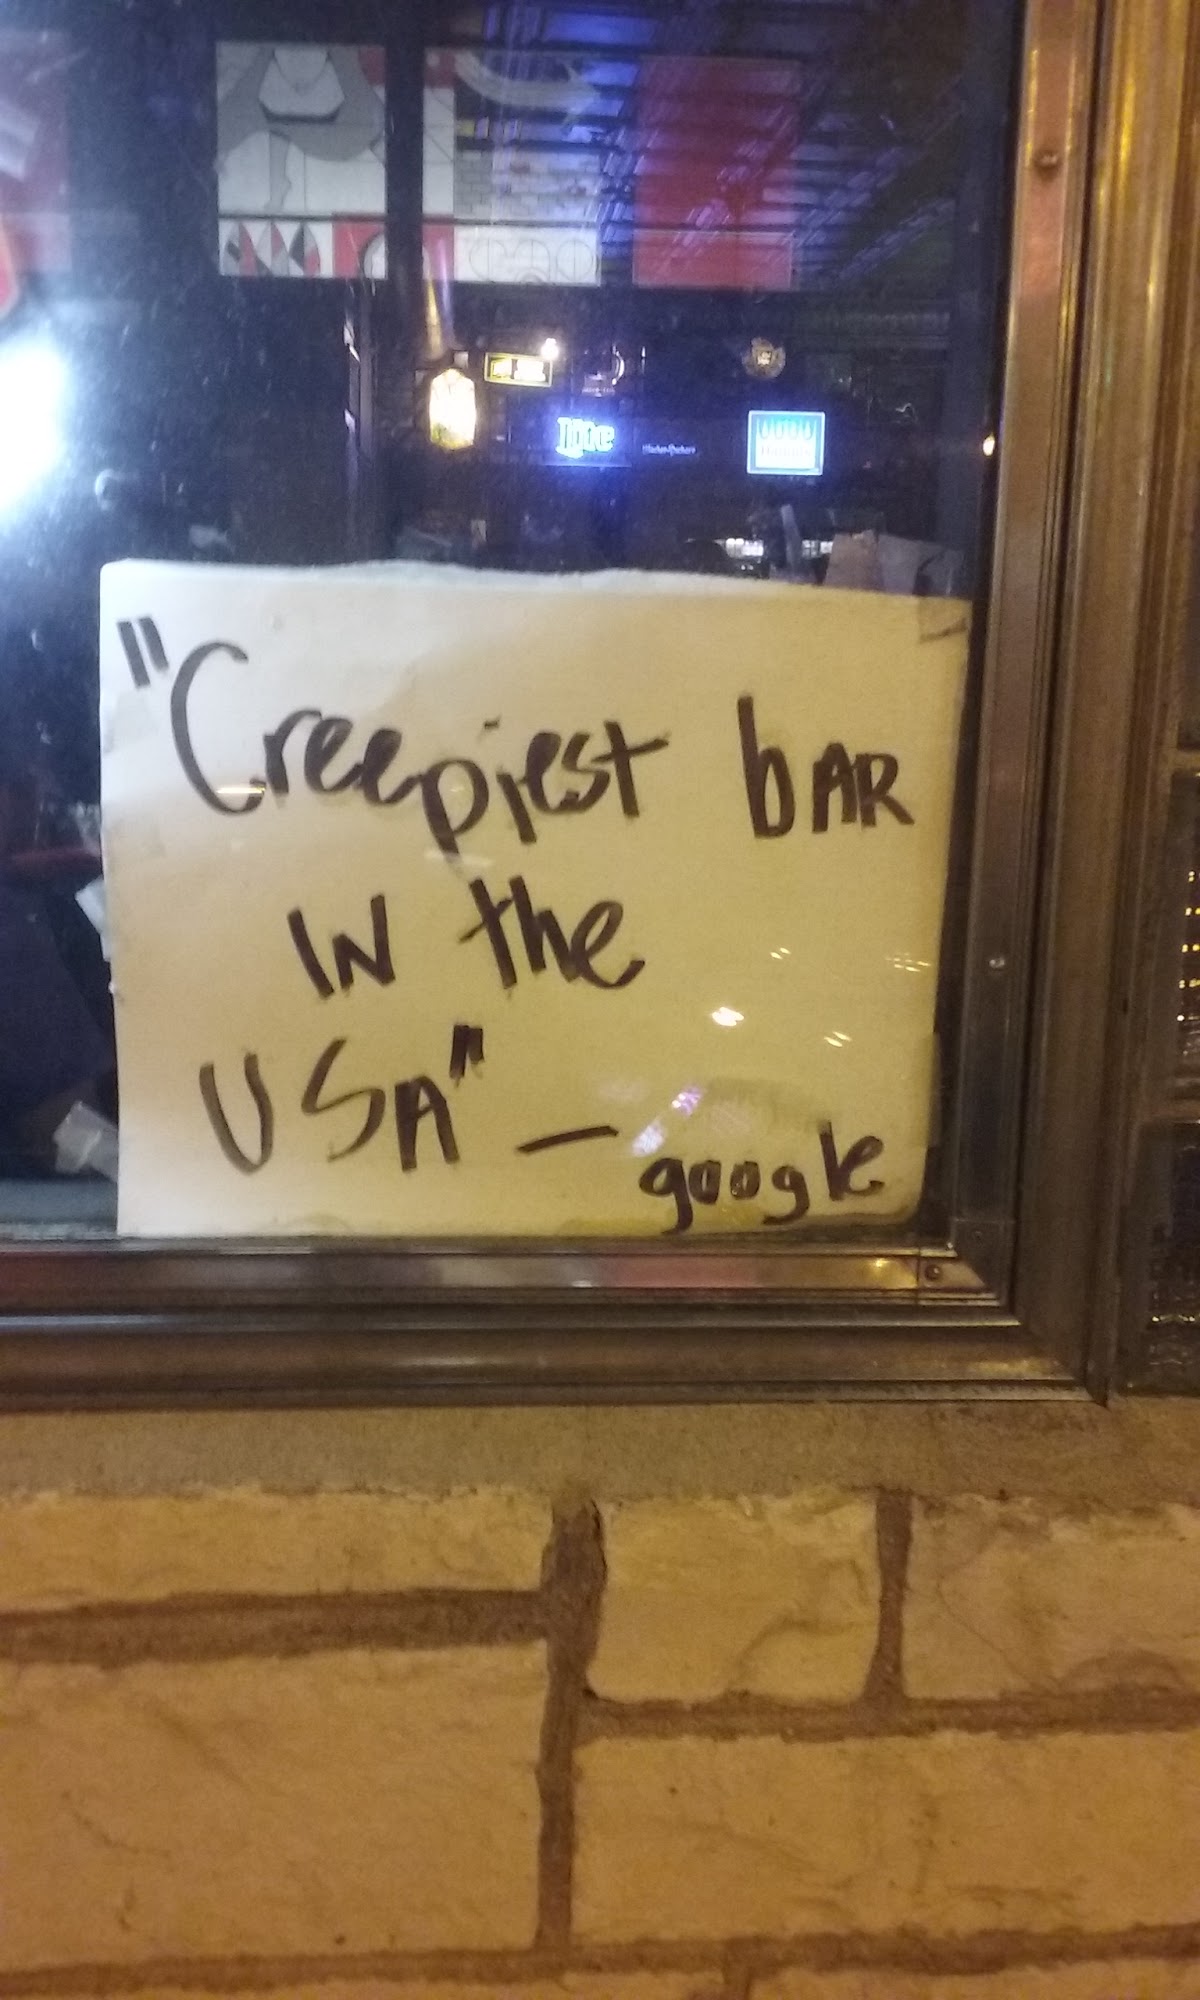 Lite
"Creepiest bAR
IN the
USA" – google